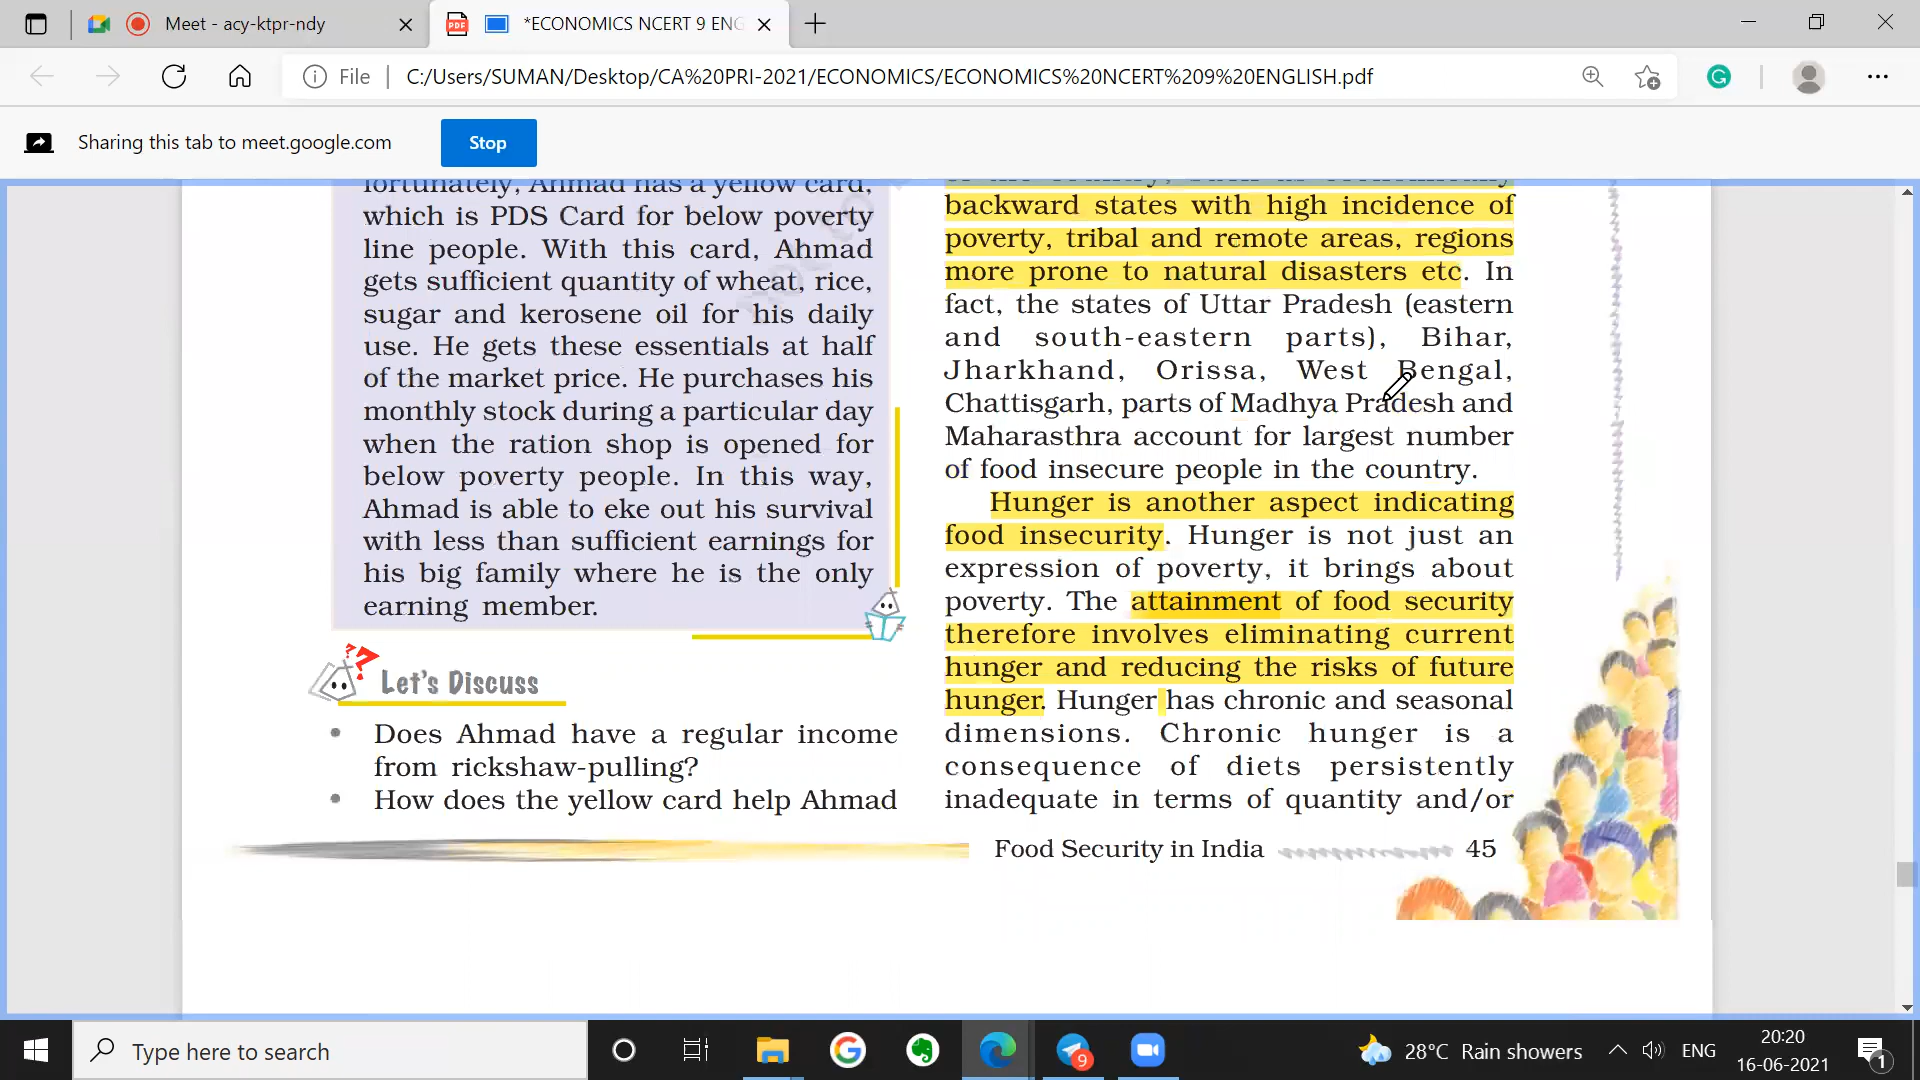 Meet - acy-ktpr-ndy
*ECONOMICS NCERT 9 ENG
File
C:/Users/SUMAN/Desktop/CA%20PRI-2021/ECONOMICS/ECONOMICS%20NCERT%209%20ENGLISH.pdf
Sharing this tab to meet.google.com
Stop
fortunately, Ahmad has a yellow card,
which is PDS Card for below poverty
line people. With this card, Ahmad
gets sufficient quantity of wheat, rice,
sugar and kerosene oil for his daily
use. He gets these essentials at half
of the market price. He purchases his
monthly stock during a particular day
when the ration shop is opened for
below poverty people. In this way,
Ahmad is able to eke out his survival
with less than sufficient earnings for
his big family where he is the only
earning member.
??
Let's Discuss
• Does Ahmad have a regular income
from rickshaw-pulling?
• How does the yellow card help Ahmad
backward states with high incidence of
poverty, tribal and remote areas, regions
more prone to natural disasters etc. In
fact, the states of Uttar Pradesh (eastern
and south-eastern parts), Bihar,
Jharkhand, Orissa, West Bengal,
Chattisgarh, parts of Madhya Pradesh and
Maharasthra account for largest number
of food insecure people in the country.
Hunger is another aspect indicating
food insecurity. Hunger is not just an
expression of poverty, it brings about
poverty. The attainment of food security
therefore involves eliminating current
hunger and reducing the risks of future
hunger. Hunger has chronic and seasonal
dimensions. Chronic hunger is a
consequence of diets persistently
inadequate in terms of quantity and/or
Food Security in India 45
Type here to search
9
28°C Rain showers
ENG
20:20
16-06-2021
1